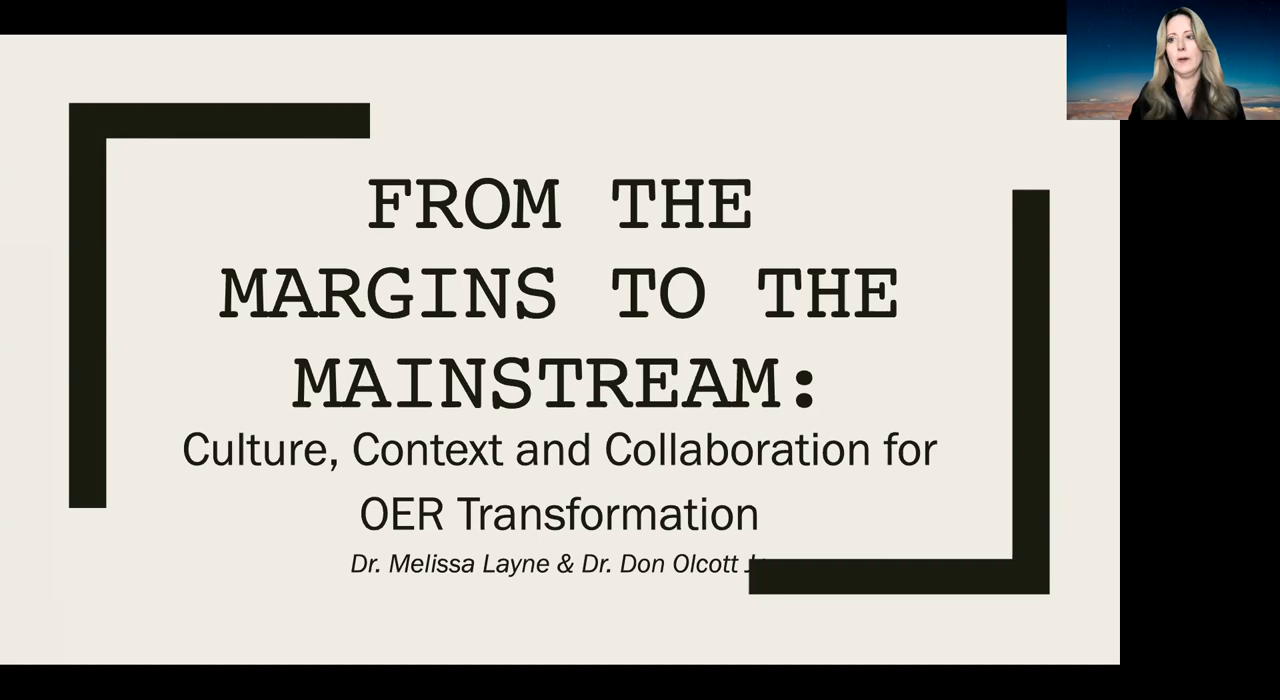 FROM THE
MARGINS TO THE
MAINSTREAM:
Culture, Context and Collaboration for
OER Transformation
Dr. Melissa Layne & Dr. Don Olcott